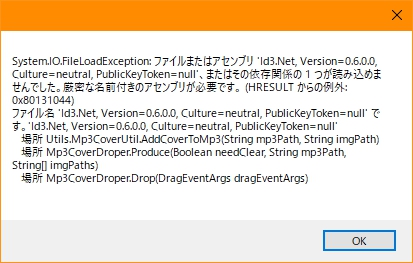 System.IO.FileLoadException: ファイルまたはアセンブリ 'Id3.Net, Version=0.6.0.0,
Culture=neutral, PublicKeyToken=null'、またはその依存関係の 1 つが読み込めま
せんでした。厳密な名前付きのアセンブリが必要です。 (HRESULT からの例外:
0x80131044)
ファイル名 'Id3.Net, Version=0.6.0.0, Culture=neutral, PublicKeyToken=null' で
す。'Id3.Net, Version=0.6.0.0, Culture=neutral, PublicKeyToken=null'
場所 Utils.Mp3CoverUtil.AddCoverToMp3(String mp3Path, String imgPath)
場所 Mp3CoverDroper.Produce(Boolean needClear, String mp3Path,
String[] imgPaths)
場所 Mp3CoverDroper.Drop(DragEventArgs dragEventArgs)
OK